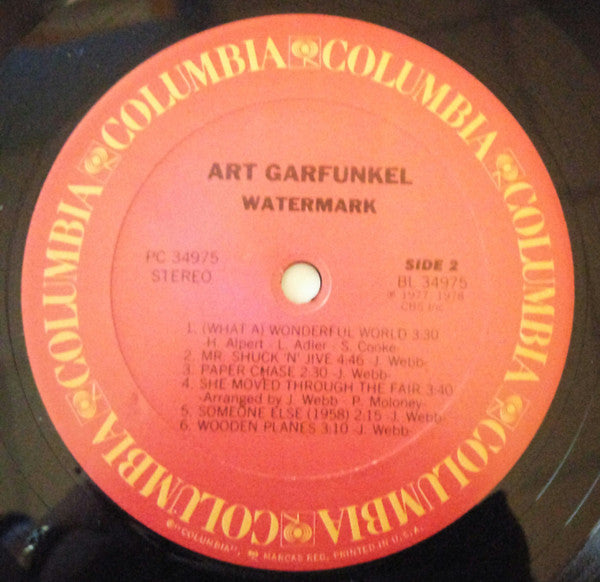 COLUMBIA COLUMBIA COLUMBIA COLUMBIA COLUMBIA COLUMBIA
ART GARFUNKEL
WATERMARK
PC 34975
STEREO
SIDE 2
BL 34975
℗ 1977, 1978
CBS Inc.
1. (WHAT A) WONDERFUL WORLD 3:30
-H. Alpert - L. Adler - S. Cooke-
2. MR. SHUCK 'N' JIVE 4:46 -J. Webb-
3. PAPER CHASE 2:30 -J. Webb-
4. SHE MOVED THROUGH THE FAIR 3:40
-Arranged by J. Webb - P. Moloney-
5. SOMEONE ELSE (1958) 2:15 -J. Webb-
6. WOODEN PLANES 3:10 -J. Webb-
"COLUMBIA", MARCAS REG. PRINTED IN U.S.A.